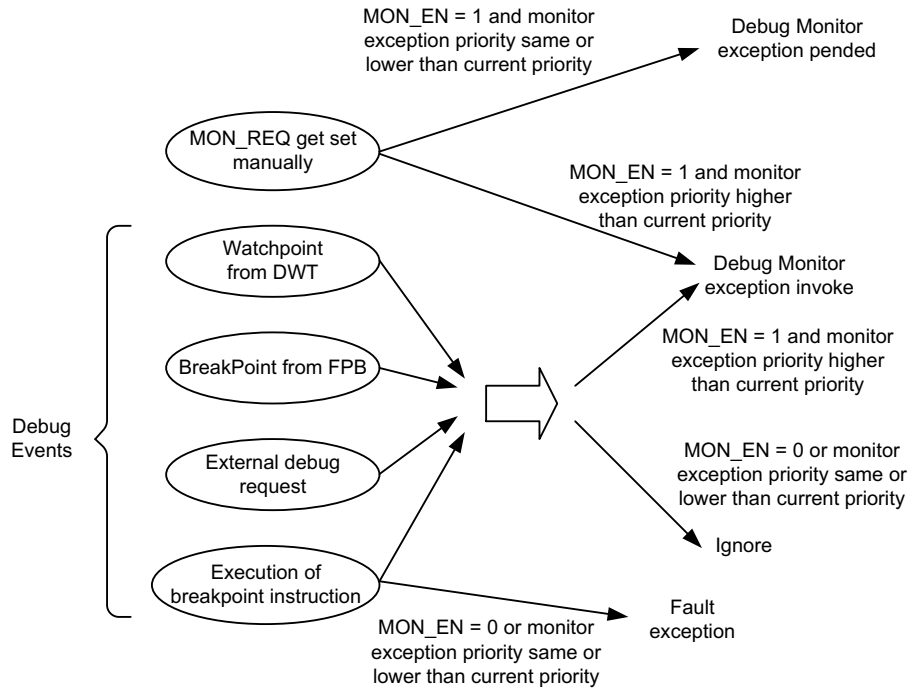 MON_EN = 1 and monitor
exception priority same or
lower than current priority
Debug Monitor
exception pended
MON_REQ get set
manually
MON_EN = 1 and monitor
exception priority higher
than current priority
Watchpoint
from DWT
Debug Monitor
exception invoke
BreakPoint from FPB
MON_EN = 1 and monitor
exception priority higher
than current priority
Debug
Events
External debug
request
MON_EN = 0 or monitor
exception priority same or
lower than current priority
Ignore
Execution of
breakpoint instruction
Fault
exception
MON_EN = 0 or monitor
exception priority same or
lower than current priority